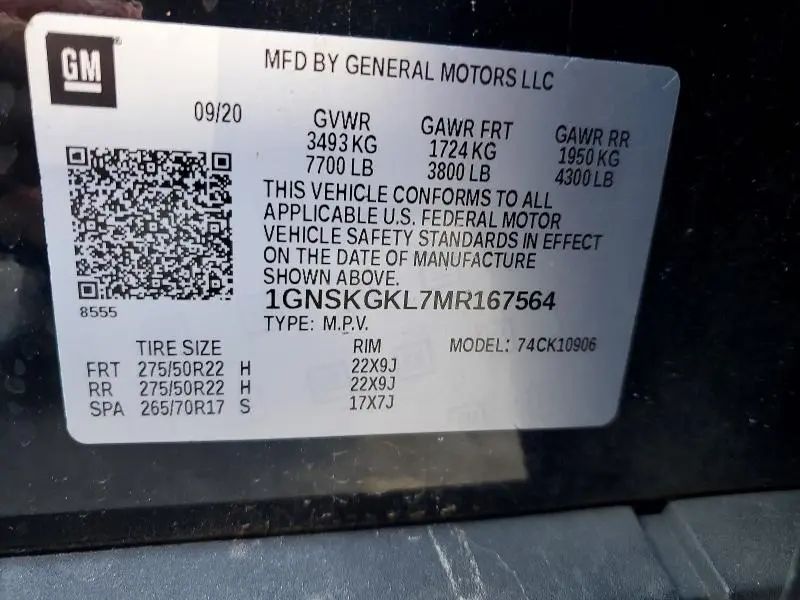 GM
MFD BY GENERAL MOTORS LLC
09/20
GVWR GAWR FRT GAWR RR
3493 KG 1724 KG 1950 KG
7700 LB 3800 LB 4300 LB
THIS VEHICLE CONFORMS TO ALL
APPLICABLE U.S. FEDERAL MOTOR
VEHICLE SAFETY STANDARDS IN EFFECT
ON THE DATE OF MANUFACTURE
SHOWN ABOVE.
1GNSKGKL7MR167564
8555
TYPE: M.P.V.
TIRE SIZE RIM MODEL: 74CK10906
FRT 275/50R22 H 22X9J
RR 275/50R22 H 22X9J
SPA 265/70R17 S 17X7J